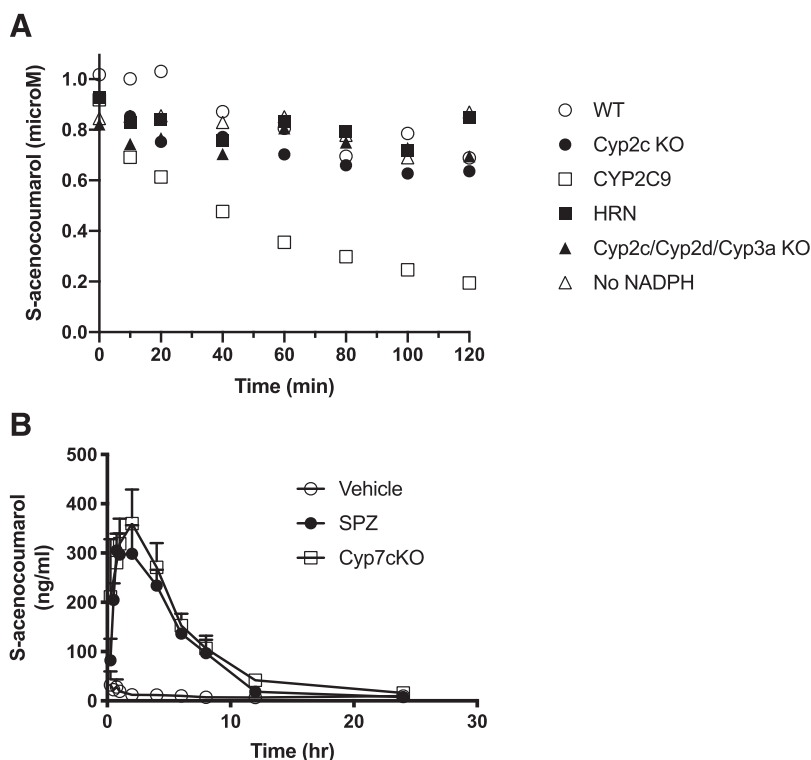 A
S-acenocoumarol (microM)
1.0
0.8
0.6
0.4
0.2
0.0
0 20 40 60 80 100 120
Time (min)
WT
Cyp2c KO
CYP2C9
HRN
Cyp2c/Cyp2d/Cyp3a KO
No NADPH
B
S-acenocoumarol
(ng/ml)
500
400
300
200
100
0
0 10 20 30
Time (hr)
Vehicle
SPZ
Cyp7cKO